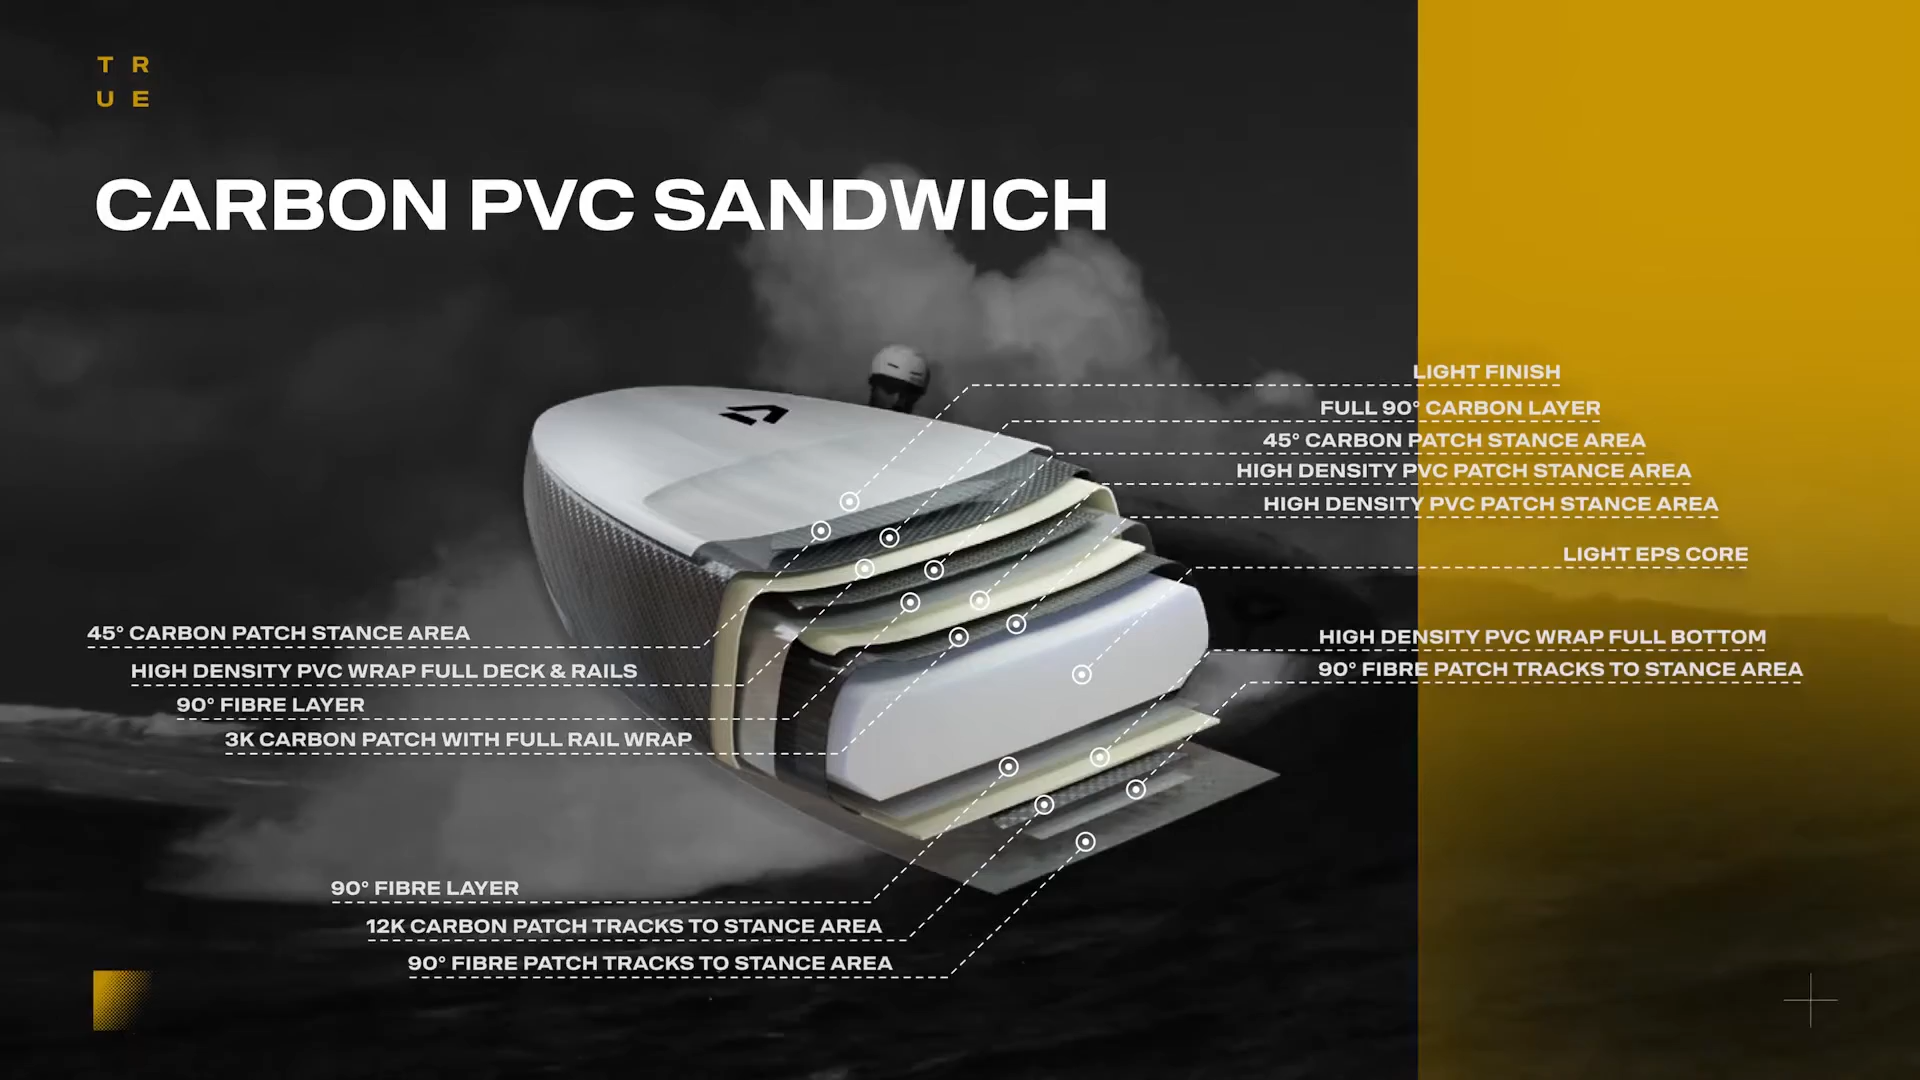 T R
U E
CARBON PVC SANDWICH
LIGHT FINISH
FULL 90° CARBON LAYER
45° CARBON PATCH STANCE AREA
HIGH DENSITY PVC PATCH STANCE AREA
HIGH DENSITY PVC PATCH STANCE AREA
LIGHT EPS CORE
HIGH DENSITY PVC WRAP FULL BOTTOM
90° FIBRE PATCH TRACKS TO STANCE AREA
45° CARBON PATCH STANCE AREA
HIGH DENSITY PVC WRAP FULL DECK & RAILS
90° FIBRE LAYER
3K CARBON PATCH WITH FULL RAIL WRAP
90° FIBRE LAYER
12K CARBON PATCH TRACKS TO STANCE AREA
90° FIBRE PATCH TRACKS TO STANCE AREA